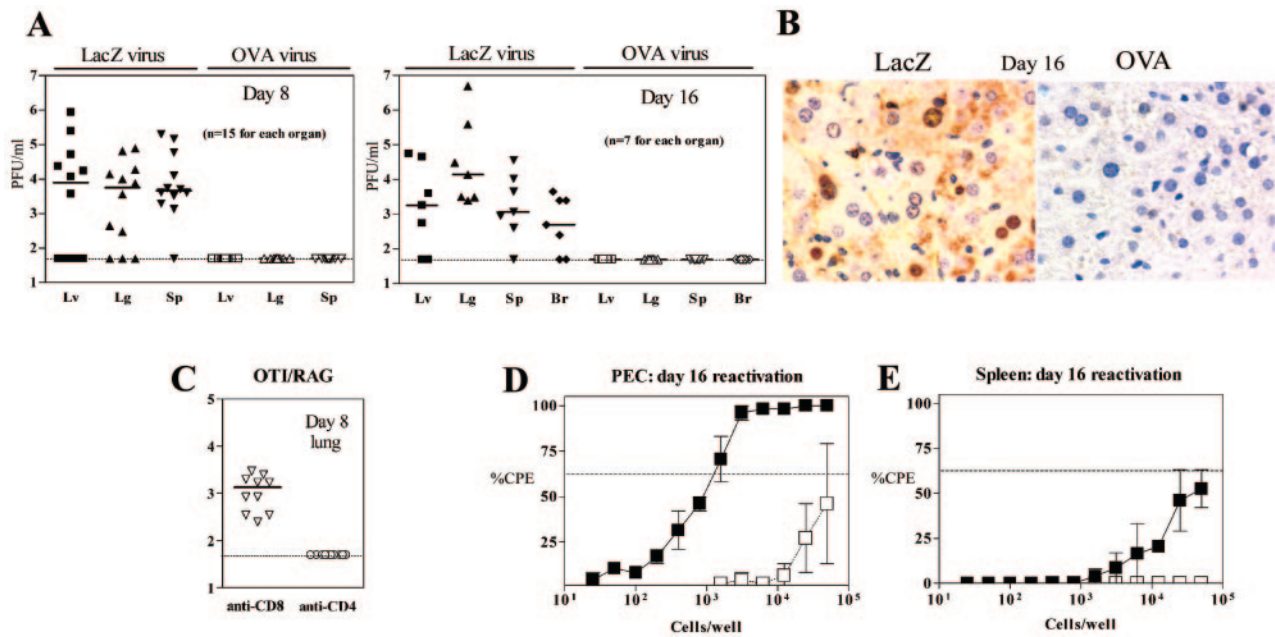 A
LacZ virus OVA virus
Day 8
(n=15 for each organ)
PFU/ml
7
6
5
4
3
2
1
Lv Lg Sp Lv Lg Sp
LacZ virus OVA virus
Day 16
(n=7 for each organ)
PFU/ml
7
6
5
4
3
2
1
Lv Lg Sp Br Lv Lg Sp Br
B
LacZ Day 16 OVA
C
OTI/RAG
Day 8
lung
5
4
3
2
1
anti-CD8 anti-CD4
D
PEC: day 16 reactivation
%CPE
100
75
50
25
10¹ 10² 10³ 10⁴ 10⁵
Cells/well
E
Spleen: day 16 reactivation
%CPE
100
75
50
25
0
10¹ 10² 10³ 10⁴ 10⁵
Cells/well